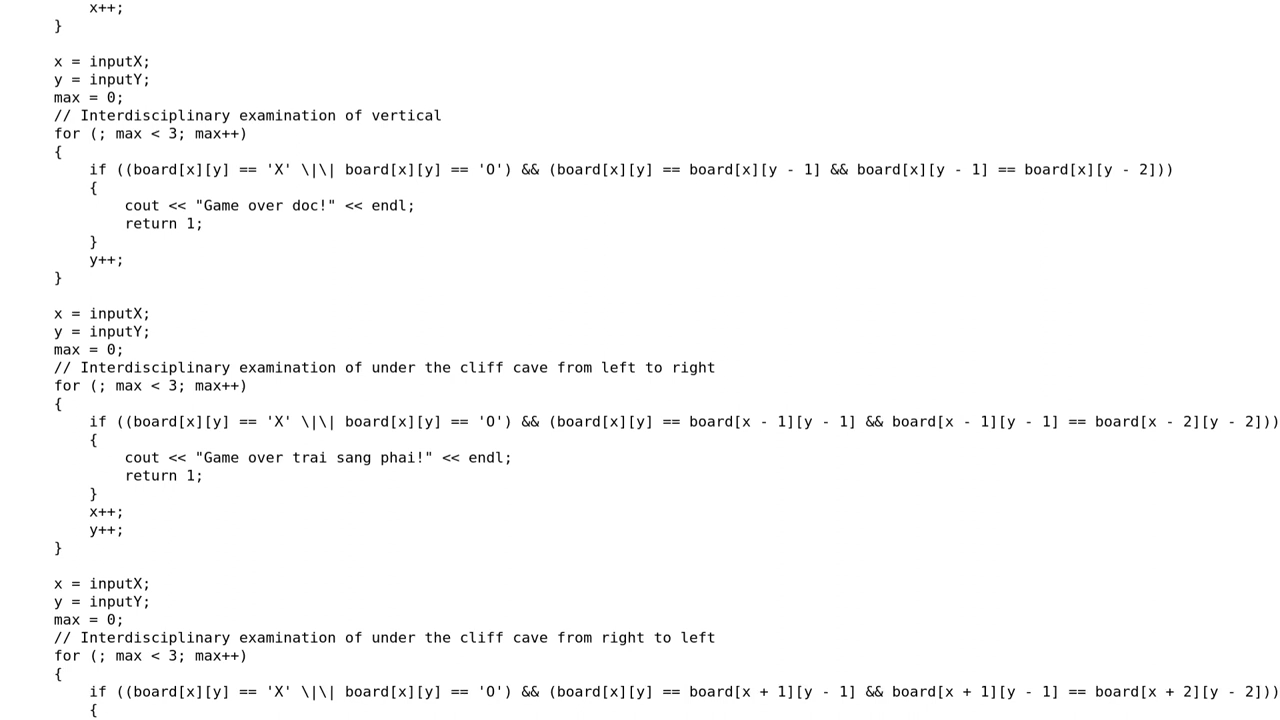 x++;
}
x = inputX;
y = inputY;
max = 0;
// Interdisciplinary examination of vertical
for (; max < 3; max++)
{
if ((board[x][y] == 'X' \|\| board[x][y] == 'O') && (board[x][y] == board[x][y - 1] && board[x][y - 1] == board[x][y - 2]))
{
cout << "Game over doc!" << endl;
return 1;
}
y++;
}
x = inputX;
y = inputY;
max = 0;
// Interdisciplinary examination of under the cliff cave from left to right
for (; max < 3; max++)
{
if ((board[x][y] == 'X' \|\| board[x][y] == 'O') && (board[x][y] == board[x - 1][y - 1] && board[x - 1][y - 1] == board[x - 2][y - 2]))
{
cout << "Game over trai sang phai!" << endl;
return 1;
}
x++;
y++;
}
x = inputX;
y = inputY;
max = 0;
// Interdisciplinary examination of under the cliff cave from right to left
for (; max < 3; max++)
{
if ((board[x][y] == 'X' \|\| board[x][y] == 'O') && (board[x][y] == board[x + 1][y - 1] && board[x + 1][y - 1] == board[x + 2][y - 2]))
{